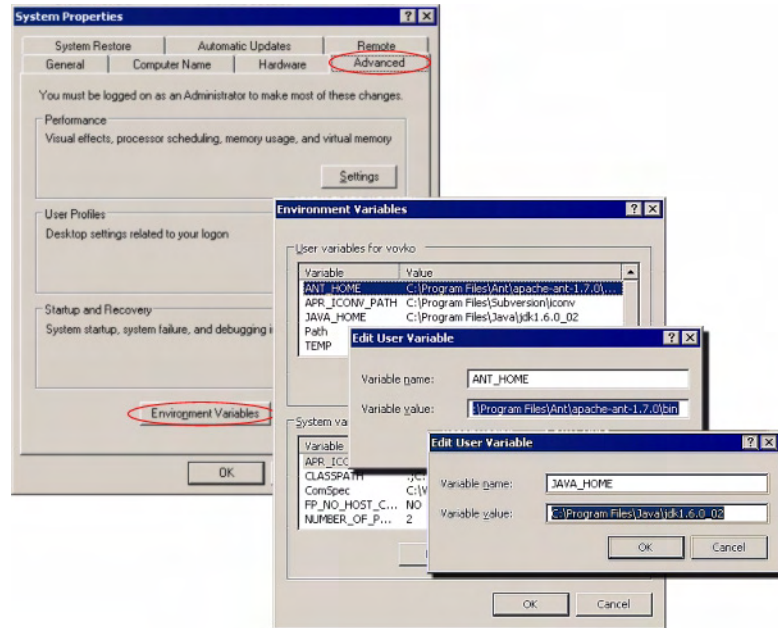 System Properties
System Restore Automatic Updates Remote
General Computer Name Hardware Advanced
You must be logged on as an Administrator to make most of these changes.
Performance
Visual effects, processor scheduling, memory usage, and virtual memory
Settings
User Profiles
Desktop settings related to your logon
Startup and Recovery
System startup, system failure, and debugging
Environment Variables
OK
Environment Variables
User variables for vovko
Variable Value
ANT_HOME C:\Program Files\Ant\apache-ant-1.7.0\...
APR_ICONV_PATH C:\Program Files\Subversion\iconv
JAVA_HOME C:\Program Files\Java\jdk1.6.0_02
Path
TEMP
System va
Variable
APR_ICO
CLASSPATH .;C:
ComSpec C:\W
FP_NO_HOST_C... NO
NUMBER_OF_P... 2
OK Cancel
Edit User Variable
Variable name: ANT_HOME
Variable value: :\Program Files\Ant\apache-ant-1.7.0\bin
Edit User Variable
Variable name: JAVA_HOME
Variable value: C:\Program Files\Java\jdk1.6.0_02
OK Cancel